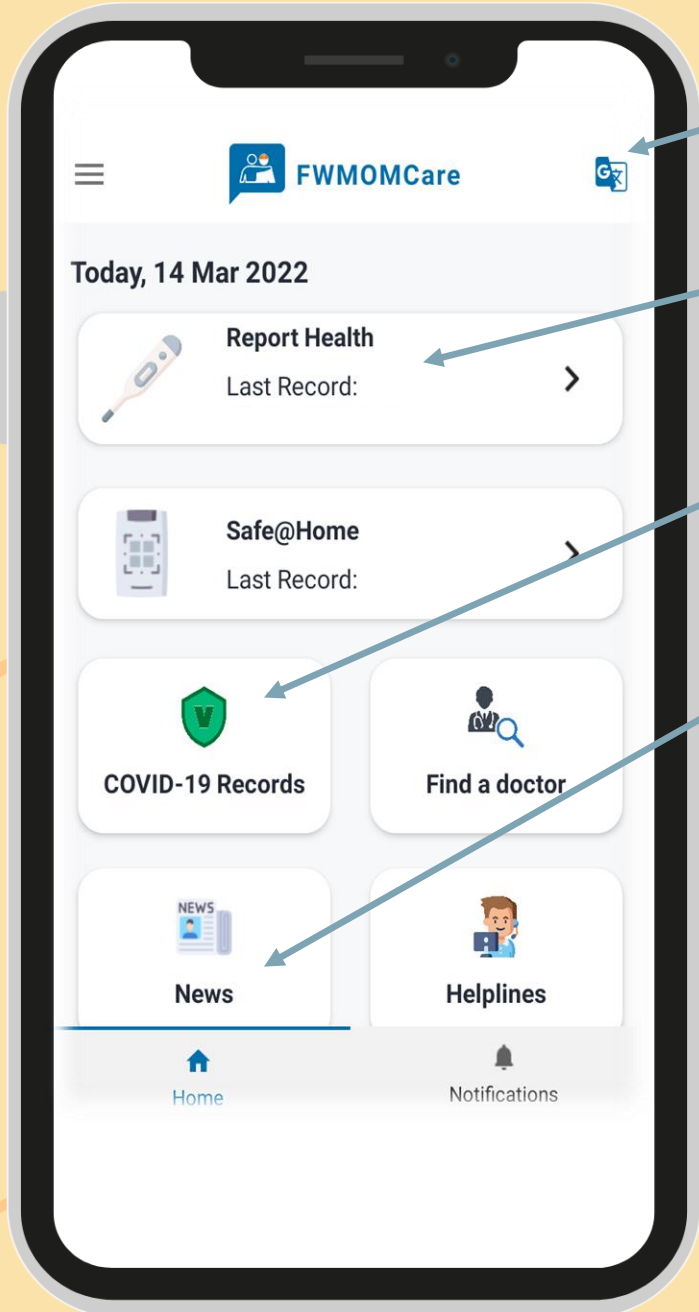 FWMOMCare
Today, 14 Mar 2022
Report Health
Last Record:
Safe@Home
Last Record:
V
COVID-19 Records
Find a doctor
NEWS
News
Helplines
Home
Notifications